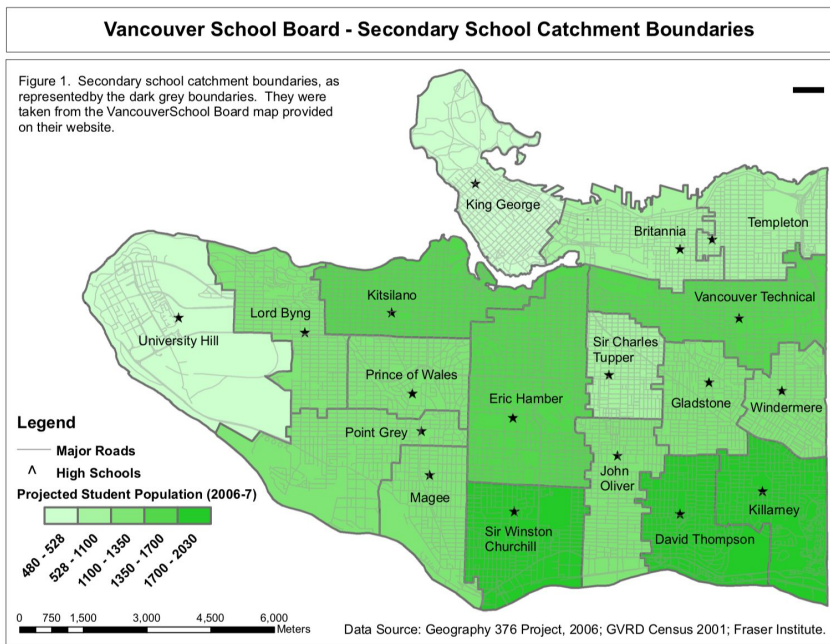 Vancouver School Board - Secondary School Catchment Boundaries
Figure 1. Secondary school catchment boundaries, as
representedby the dark grey boundaries. They were
taken from the VancouverSchool Board map provided
on their website.
King George
Britannia
Templeton
Kitsilano
Vancouver Technical
Lord Byng
University Hill
Sir Charles
Tupper
Prince of Wales
Eric Hamber
Gladstone
Windermere
Point Grey
John
Oliver
Magee
Killarney
Sir Winston
Churchill
David Thompson
Legend
Major Roads
^ High Schools
Projected Student Population (2006-7)
480 - 528
528 - 1100
1100 - 1350
1350 - 1700
1700 - 2030
0 750 1,500 3,000 4,500 6,000
Meters
Data Source: Geography 376 Project, 2006; GVRD Census 2001; Fraser Institute.